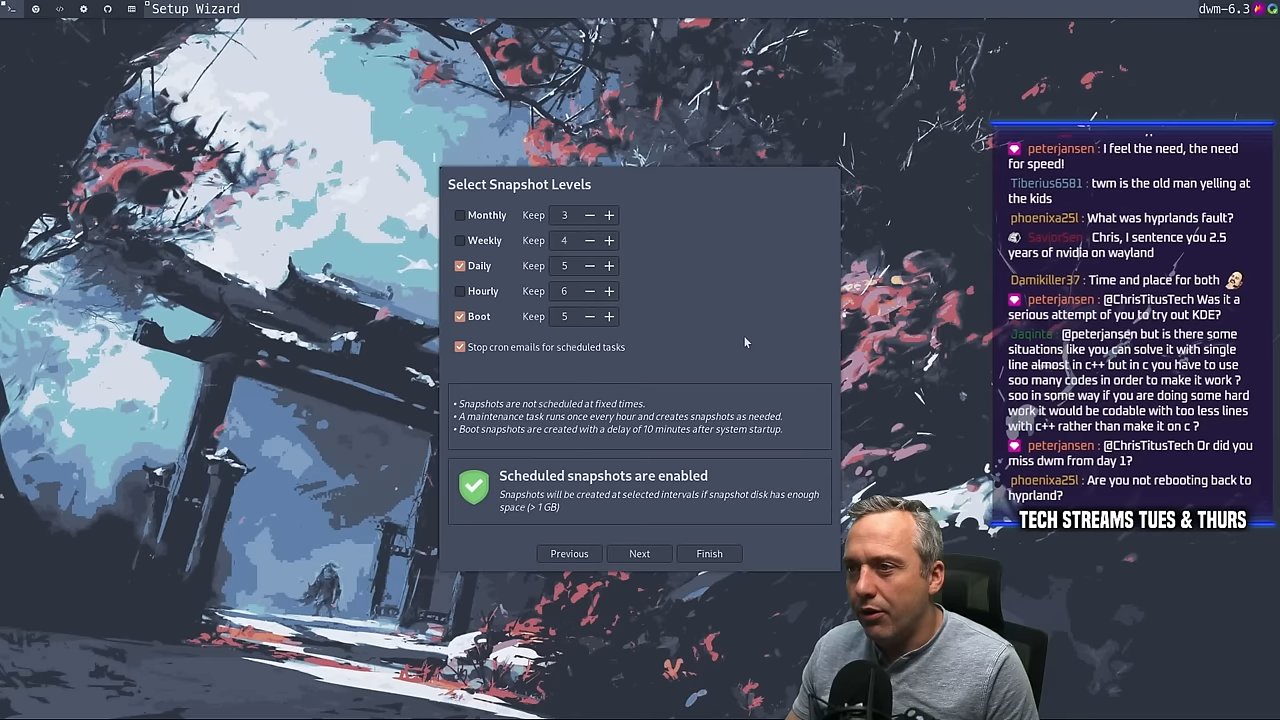 Setup Wizard
dwm-6.3
Select Snapshot Levels
Monthly Keep 3 − +
Weekly Keep 4 − +
Daily Keep 5 − +
Hourly Keep 6 − +
Boot Keep 5 − +
Stop cron emails for scheduled tasks
• Snapshots are not scheduled at fixed times.
• A maintenance task runs once every hour and creates snapshots as needed.
• Boot snapshots are created with a delay of 10 minutes after system startup.
Scheduled snapshots are enabled
Snapshots will be created at selected intervals if snapshot disk has enough
space (> 1 GB)
Previous Next Finish
peterjansen : I feel the need, the need
for speed!
Tiberius6581 : twm is the old man yelling at
the kids
phoenixa25l : What was hyprlands fault?
SaviorSen : Chris, I sentence you 2.5
years of nvidia on wayland
Damikiller37 : Time and place for both
peterjansen : @ChrisTitusTech Was it a
serious attempt of you to try out KDE?
Jaqinta : @peterjansen but is there some
situations like you can solve it with single
line almost in c++ but in c you have to use
soo many codes in order to make it work ?
soo in some way if you are doing some hard
work it would be codable with too less lines
with c++ rather than make it on c ?
peterjansen : @ChrisTitusTech Or did you
miss dwm from day 1?
phoenixa25l : Are you not rebooting back to
hyprland?
TECH STREAMS TUES & THURS